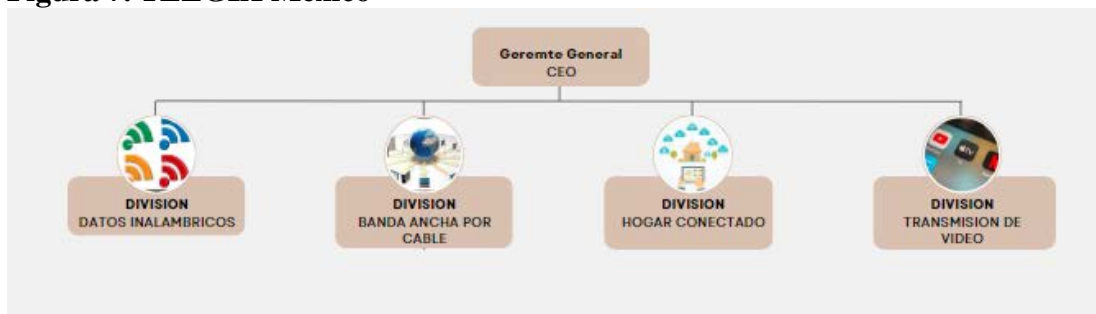 Geremte General
CEO
DIVISION
DATOS INALAMBRICOS
DIVISION
BANDA ANCHA POR
CABLE
DIVISION
HOGAR CONECTADO
DIVISION
TRANSMISION DE
VIDEO